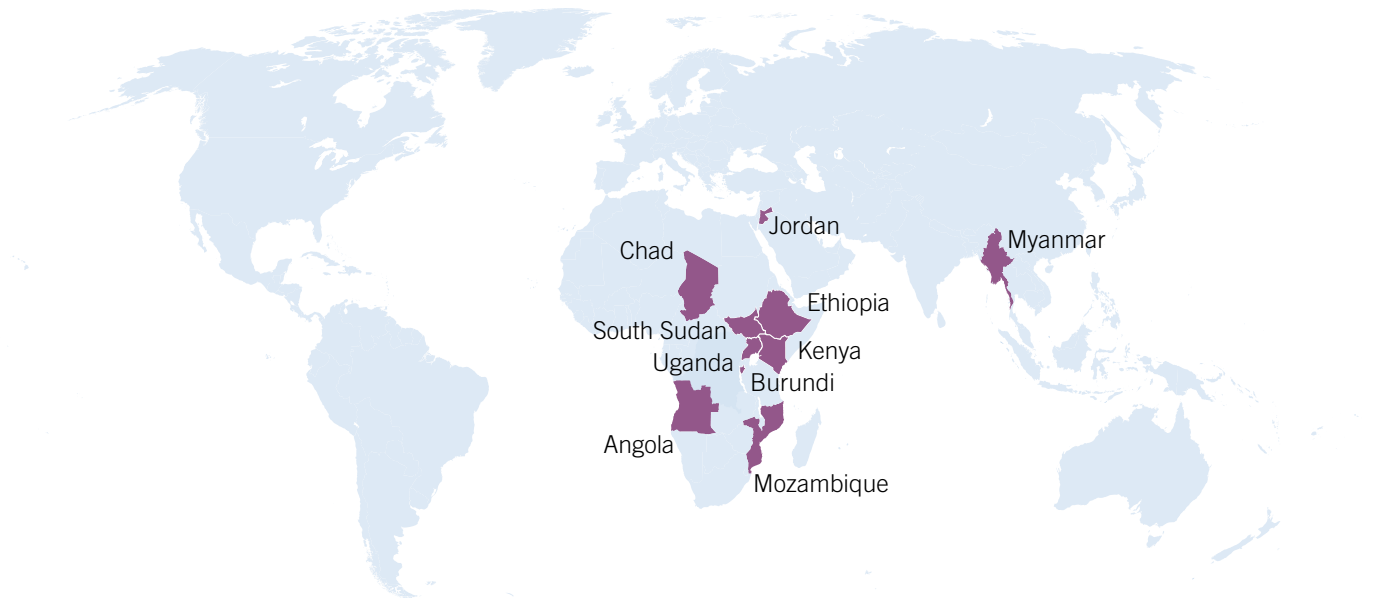 Jordan
Myanmar
Chad
Ethiopia
South Sudan
Kenya
Uganda
Burundi
Angola
Mozambique